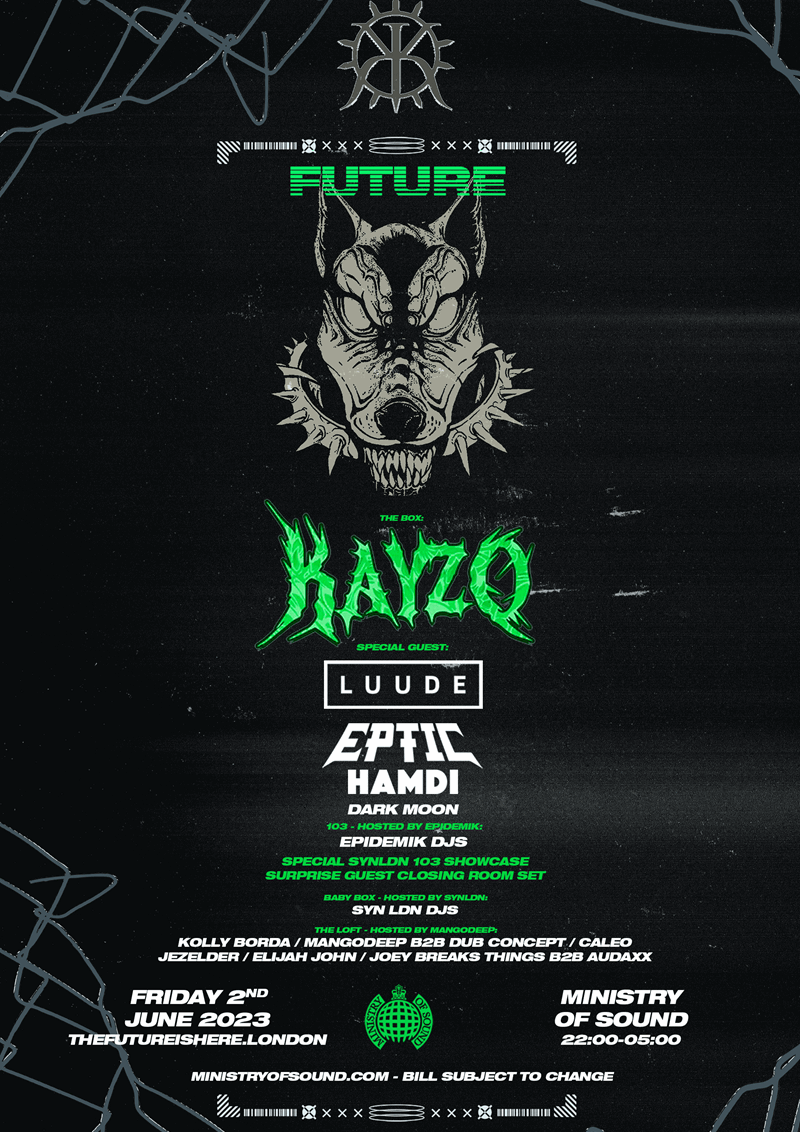 FUTURE
THE BOX:
KAYZO
SPECIAL GUEST:
LUUDE
EPTIC
HAMDI
DARK MOON
103 - HOSTED BY EPIDEMIK:
EPIDEMIK DJS
SPECIAL SYNLDN 103 SHOWCASE
SURPRISE GUEST CLOSING ROOM SET
BABY BOX - HOSTED BY SYNLDN:
SYN LDN DJS
THE LOFT - HOSTED BY MANGODEEP:
KOLLY BORDA / MANGODEEP B2B DUB CONCEPT / CALEO
JEZELDER / ELIJAH JOHN / JOEY BREAKS THINGS B2B AUDAXX
FRIDAY 2ND
JUNE 2023
THEFUTUREISHERE.LONDON
MINISTRY OF SOUND
MINISTRY
OF SOUND
22:00-05:00
MINISTRYOFSOUND.COM - BILL SUBJECT TO CHANGE